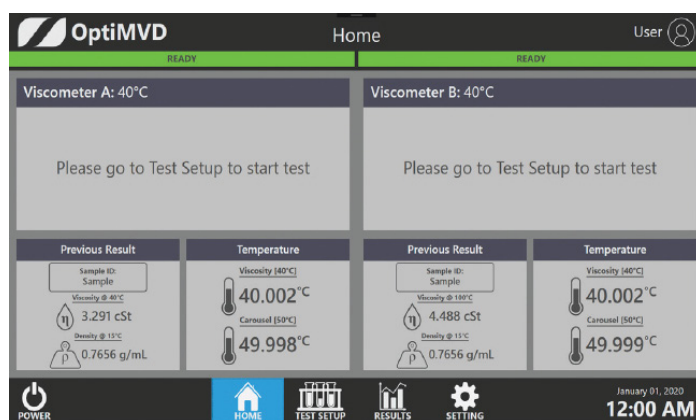 OptiMVD
Home
User
READY
READY
Viscometer A: 40°C
Viscometer B: 40°C
Please go to Test Setup to start test
Please go to Test Setup to start test
Previous Result
Temperature
Previous Result
Temperature
Sample ID:
Sample
Viscosity @ 40°C
η
3.291 cSt
Density @ 15°C
ρ
0.7656 g/mL
Viscosity [40°C]
40.002°C
Carousel [50°C]
49.998°C
Sample ID:
Sample
Viscosity @ 100°C
η
4.488 cSt
Density @ 15°C
ρ
0.7656 g/mL
Viscosity [40°C]
40.002°C
Carousel [50°C]
49.999°C
POWER
HOME
TEST SETUP
RESULTS
SETTING
January 01, 2020
12:00 AM